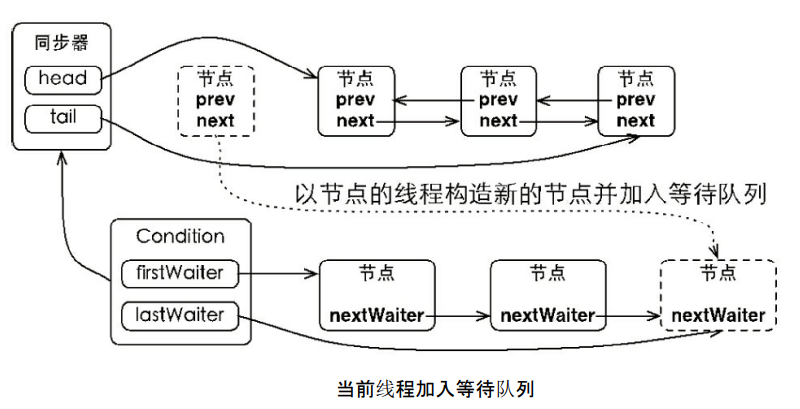 同步器
head
tail
节点
prev
next
节点
prev
next
节点
prev
next
节点
prev
next
以节点的线程构造新的节点并加入等待队列
Condition
firstWaiter
lastWaiter
节点
nextWaiter
节点
nextWaiter
节点
nextWaiter
当前线程加入等待队列